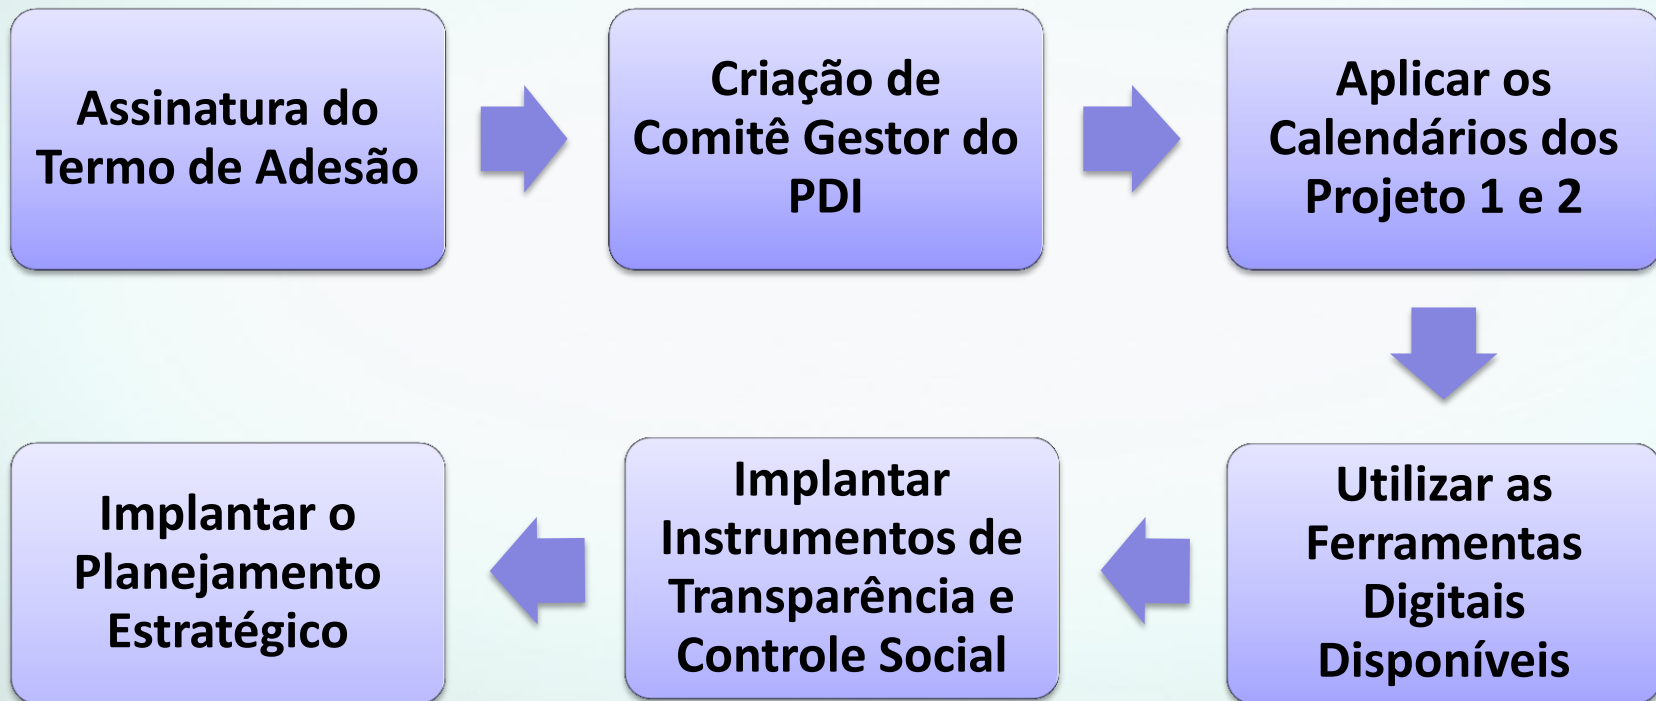 Assinatura do
Termo de Adesão
Criação de
Comitê Gestor do
PDI
Aplicar os
Calendários dos
Projeto 1 e 2
Utilizar as
Ferramentas
Digitais
Disponíveis
Implantar
Instrumentos de
Transparência e
Controle Social
Implantar o
Planejamento
Estratégico